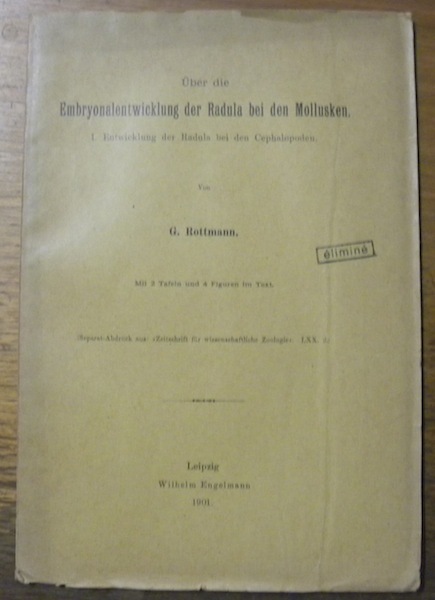 Über die
Embryonalentwicklung der Radula bei den Mollusken.
I. Entwicklung der Radula bei den Cephalopoden.
Von
G. Rottmann.
éliminé
Mit 2 Tafeln und 4 Figuren im Text.
(Separat-Abdruck aus: »Zeitschrift für wissenschaftliche Zoologie«. LXX. 2.)
Leipzig
Wilhelm Engelmann
1901.